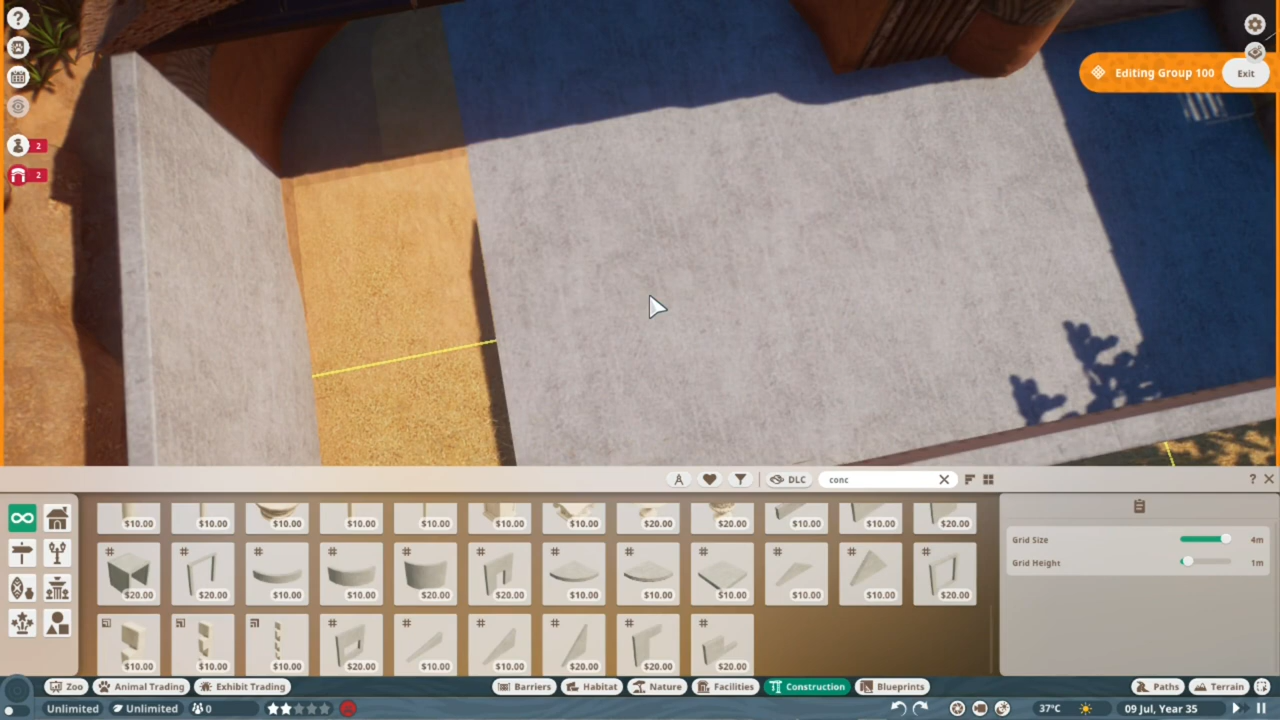 ?
Editing Group 100
Exit
2
2
DLC
conc
?
$10.00 $10.00 $10.00 $10.00 $10.00 $10.00 $10.00 $20.00 $20.00 $10.00 $10.00 $20.00
$20.00 $20.00 $10.00 $10.00 $20.00 $20.00 $10.00 $10.00 $20.00 $10.00 $10.00 $20.00
$10.00 $10.00 $10.00 $20.00 $10.00 $10.00 $20.00 $20.00 $20.00
Grid Size 4m
Grid Height 1m
Zoo Animal Trading Exhibit Trading Barriers Habitat Nature Facilities Construction Blueprints Paths Terrain
Unlimited Unlimited 0 37°C 09 Jul, Year 35